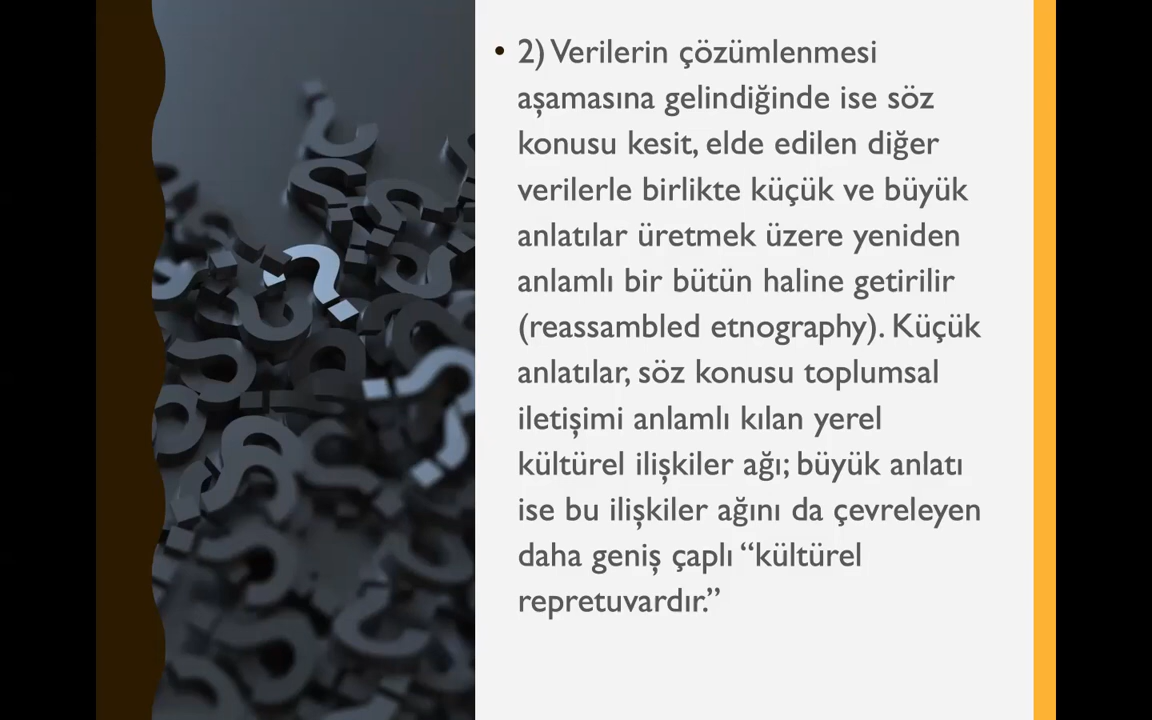 • 2) Verilerin çözümlenmesi
aşamasına gelindiğinde ise söz
konusu kesit, elde edilen diğer
verilerle birlikte küçük ve büyük
anlatılar üretmek üzere yeniden
anlamlı bir bütün haline getirilir
(reassambled etnography). Küçük
anlatılar, söz konusu toplumsal
iletişimi anlamlı kılan yerel
kültürel ilişkiler ağı; büyük anlatı
ise bu ilişkiler ağını da çevreleyen
daha geniş çaplı “kültürel
repretuvardır.”